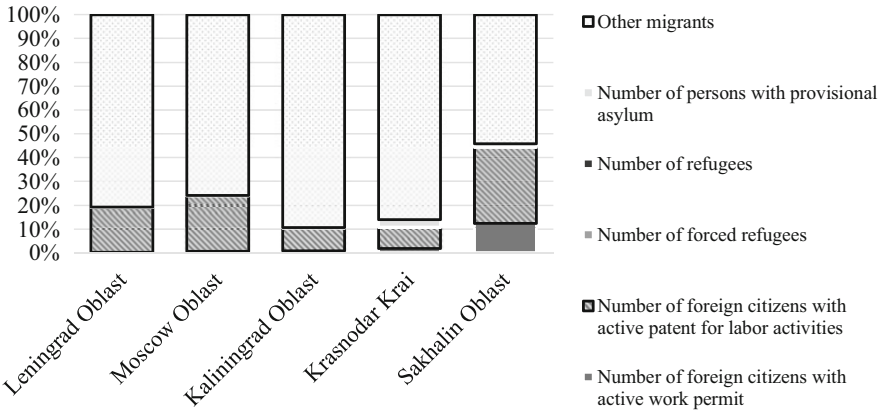 100%
90%
80%
70%
60%
50%
40%
30%
20%
10%
0%
Leningrad Oblast
Moscow Oblast
Kaliningrad Oblast
Krasnodar Krai
Sakhalin Oblast
Other migrants
Number of persons with provisional
asylum
Number of refugees
Number of forced refugees
Number of foreign citizens with
active patent for labor activities
Number of foreign citizens with
active work permit